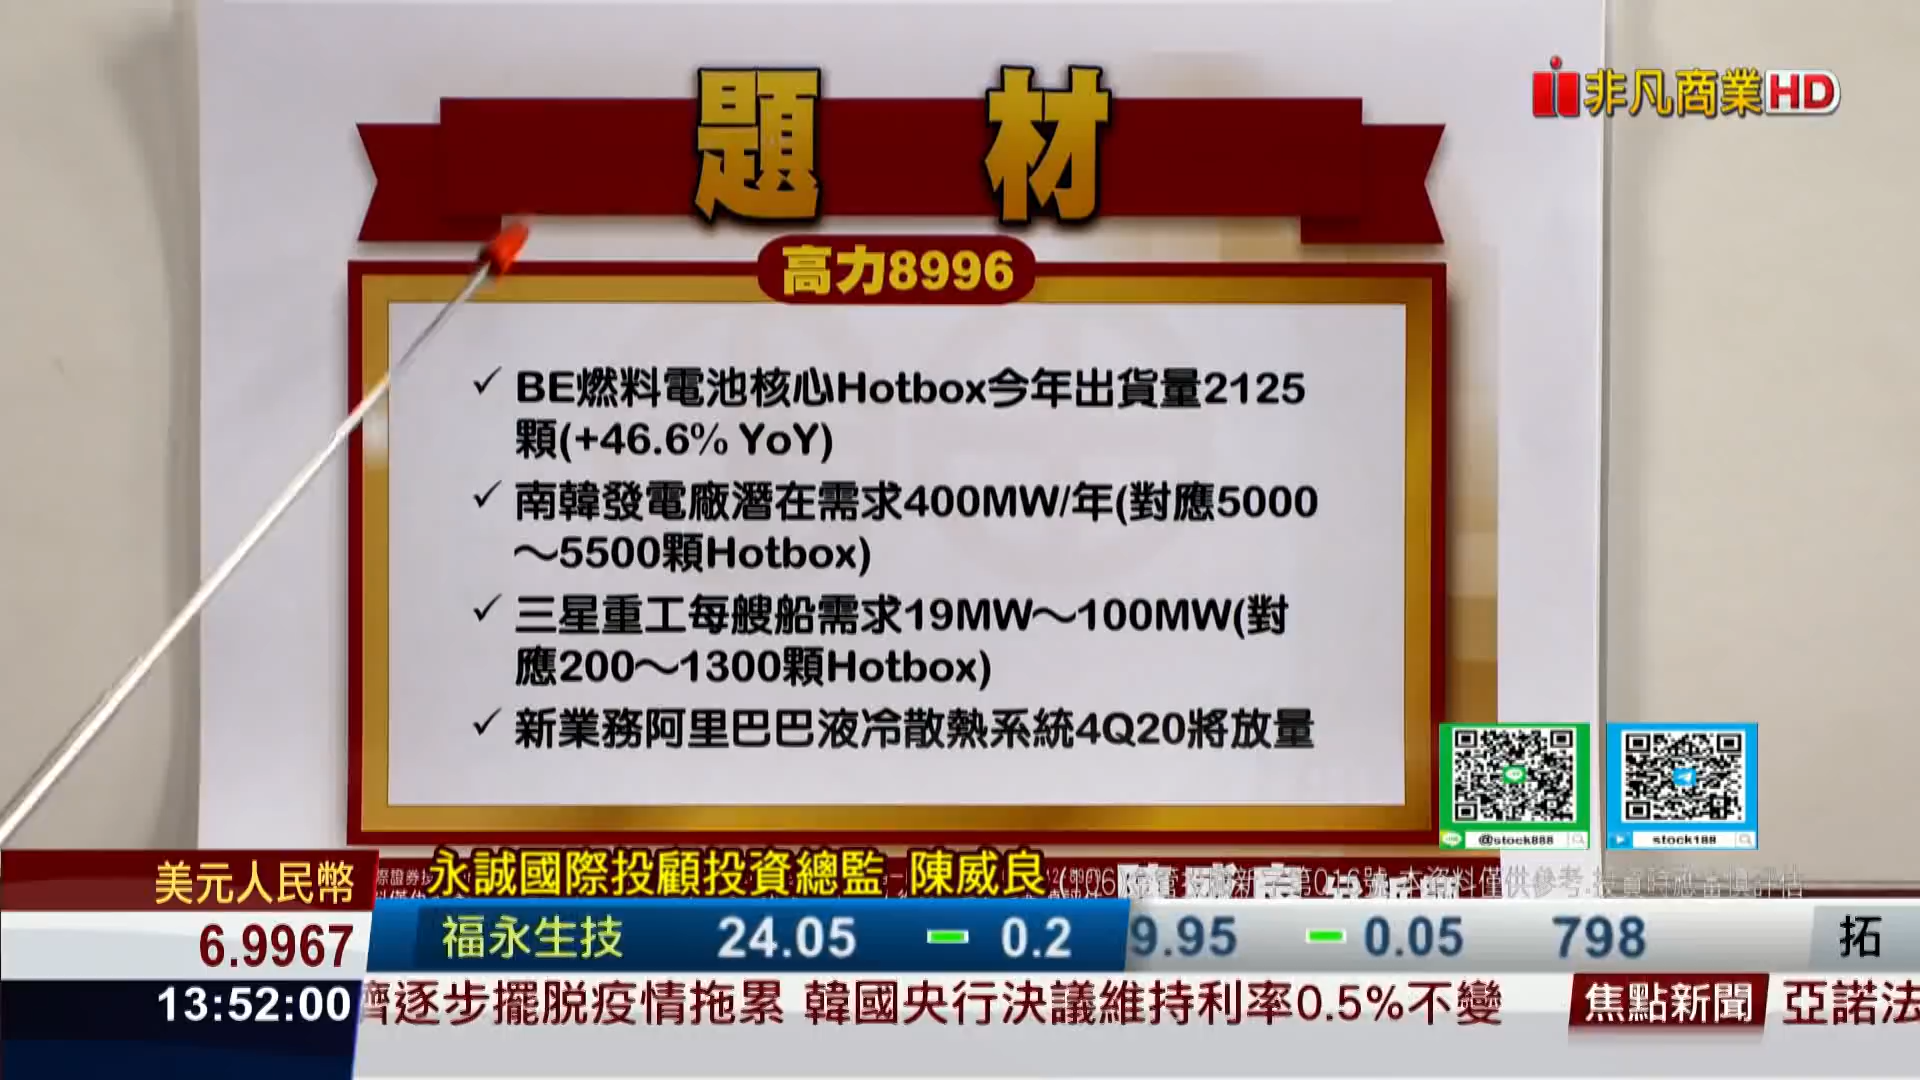 題 材
非凡商業HD
高力8996
✓ BE燃料電池核心Hotbox今年出貨量2125
顆(+46.6% YoY)
✓ 南韓發電廠潛在需求400MW/年(對應5000
～5500顆Hotbox)
✓ 三星重工每艘船需求19MW～100MW(對
應200～1300顆Hotbox)
✓ 新業務阿里巴巴液冷散熱系統4Q20將放量
@stock888
stock188
美元人民幣
永誠國際投顧投資總監 陳威良
6.9967
福永生技 24.05 0.2 9.95 0.05 798 拓
13:52:00
逐步擺脫疫情拖累 韓國央行決議維持利率0.5%不變 焦點新聞 亞諾法